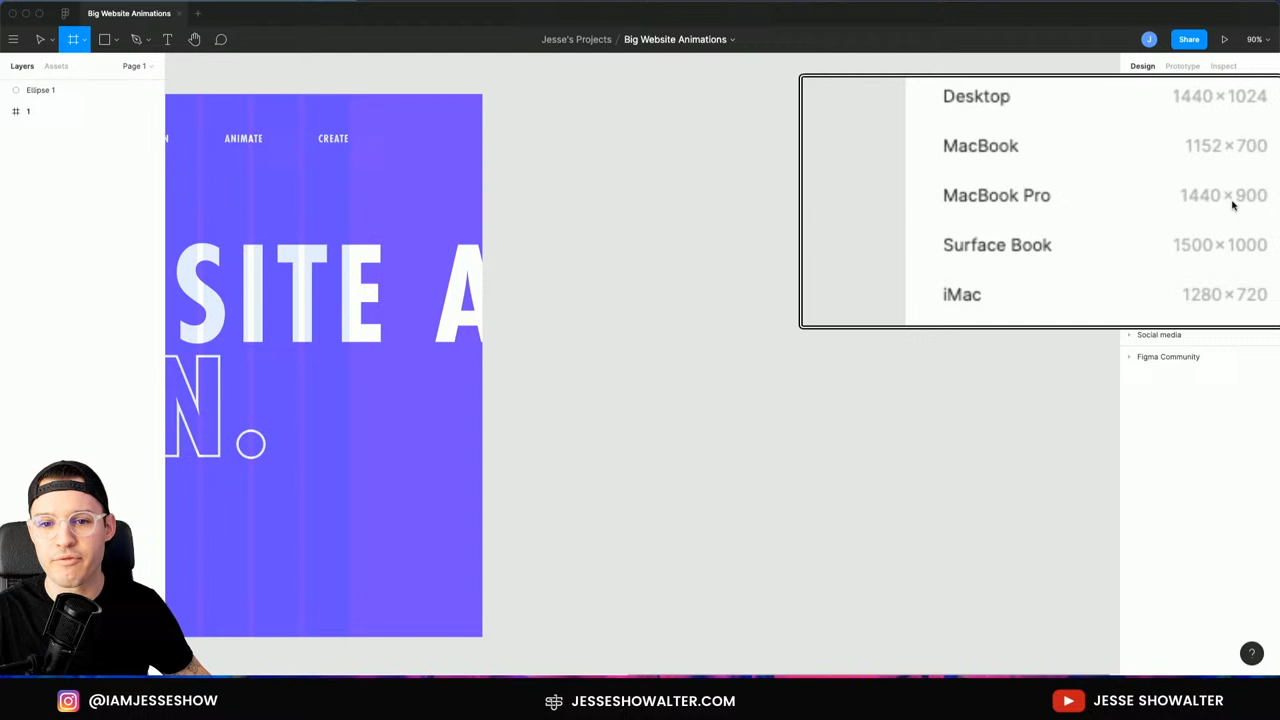 Big Website Animations
Jesse's Projects / Big Website Animations
J
Share
90%
Layers
Assets
Page 1
Design
Prototype
Inspect
Ellipse 1
1
N
ANIMATE
CREATE
SITE A
N.
Desktop 1440×1024
MacBook 1152×700
MacBook Pro 1440×900
Surface Book 1500×1000
iMac 1280×720
Social media
Figma Community
?
@IAMJESSESHOW
JESSESHOWALTER.COM
JESSE SHOWALTER